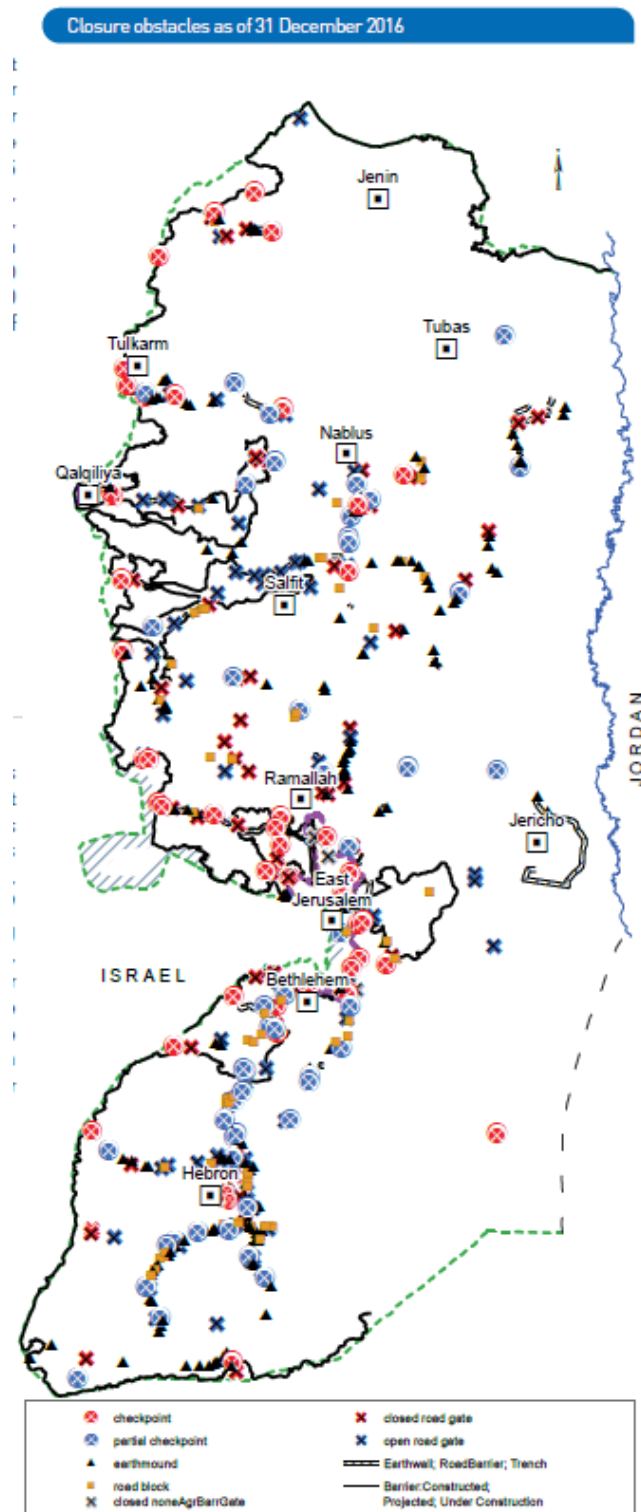 Closure obstacles as of 31 December 2016
Jenin
Tubas
Tulkarm
Nablus
Qalqiliya
Salfit
JORDAN
Ramallah
Jericho
East
Jerusalem
ISRAEL
Bethlehem
Hebron
checkpoint
closed road gate
partial checkpoint
open road gate
earthmound
Earthwall; RoadBarrier; Trench
road block
Barrier:Constructed;
closed noneAgrBarrGate
Projected; Under Construction